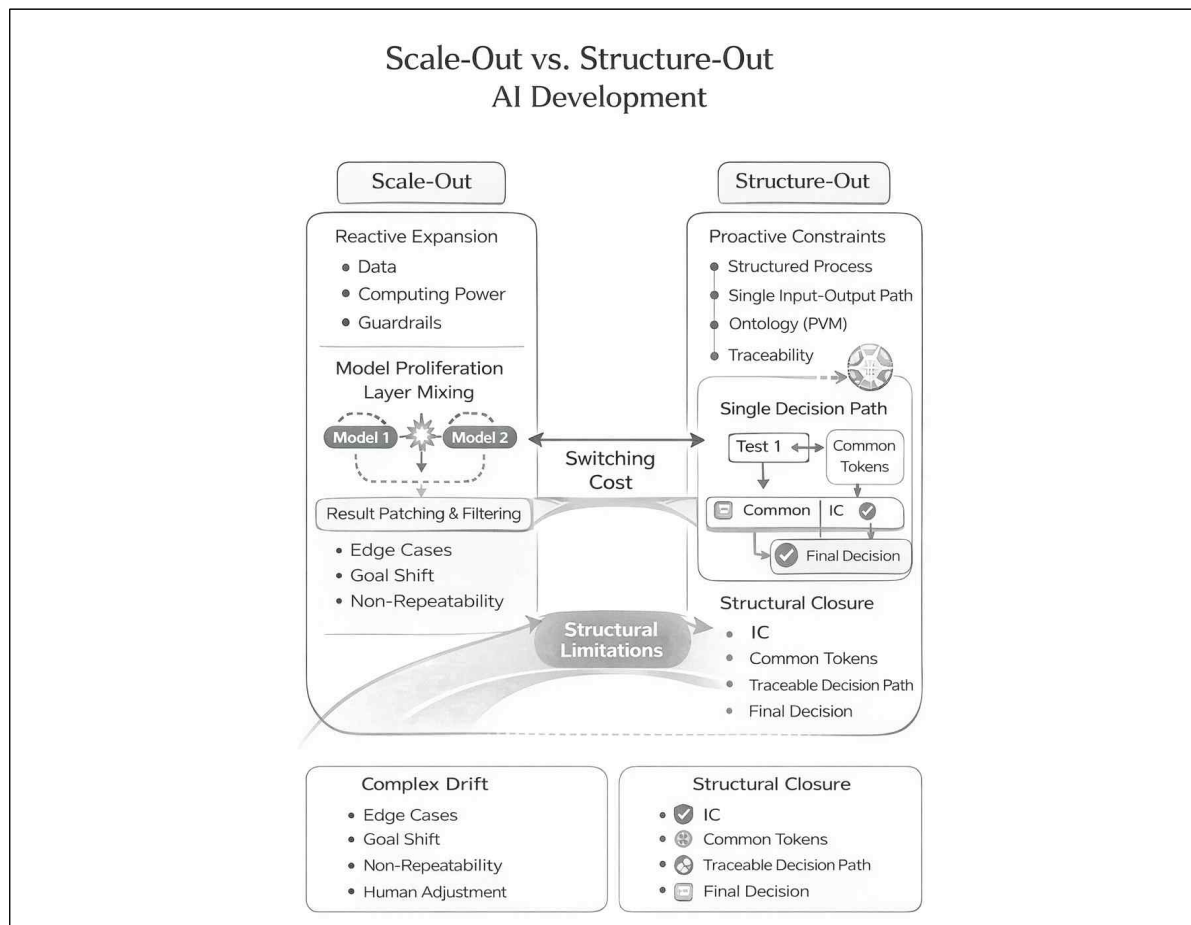 Scale-Out vs. Structure-Out
AI Development
Scale-Out
Reactive Expansion
• Data
• Computing Power
• Guardrails
Model Proliferation
Layer Mixing
Model 1
Model 2
Result Patching & Filtering
• Edge Cases
• Goal Shift
• Non-Repeatability
Switching
Cost
Structural
Limitations
Structure-Out
Proactive Constraints
• Structured Process
• Single Input-Output Path
• Ontology (PVM)
• Traceability
Single Decision Path
Test 1
Common
Tokens
Common
IC
Final Decision
Structural Closure
• IC
• Common Tokens
• Traceable Decision Path
• Final Decision
Complex Drift
• Edge Cases
• Goal Shift
• Non-Repeatability
• Human Adjustment
Structural Closure
• IC
• Common Tokens
• Traceable Decision Path
• Final Decision